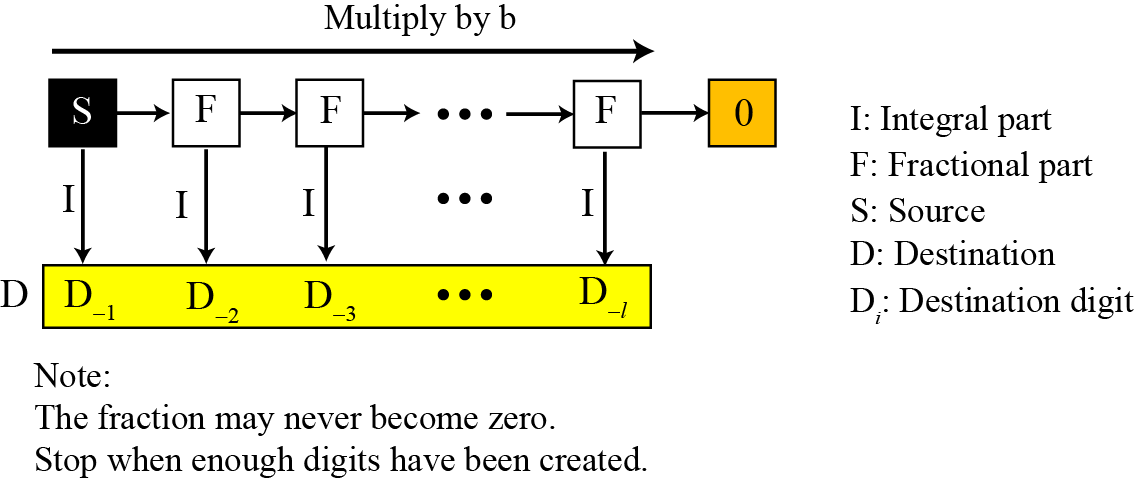 Multiply by b
S F F ••• F 0
I I I ••• I
D D₋₁ D₋₂ D₋₃ ••• D₋ₗ
I: Integral part
F: Fractional part
S: Source
D: Destination
Dᵢ: Destination digit
Note:
The fraction may never become zero.
Stop when enough digits have been created.